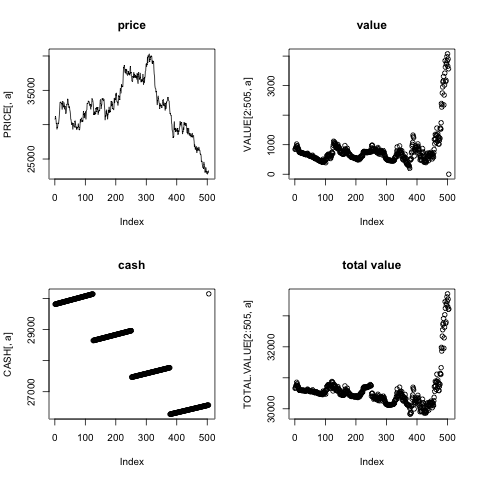 price
PRICE[, a]
25000
35000
0 100 200 300 400 500
Index
value
VALUE[2:505, a]
0
1000
3000
0 100 200 300 400 500
Index
cash
CASH[, a]
27000
29000
0 100 200 300 400 500
Index
total value
TOTAL.VALUE[2:505, a]
30000
32000
0 100 200 300 400 500
Index